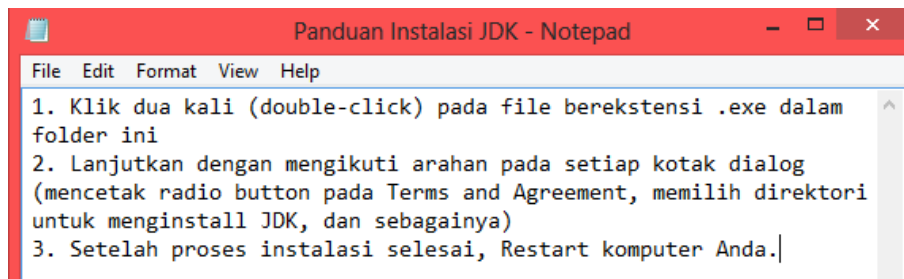 Panduan Instalasi JDK - Notepad
File Edit Format View Help
1. Klik dua kali (double-click) pada file berekstensi .exe dalam
folder ini
2. Lanjutkan dengan mengikuti arahan pada setiap kotak dialog
(mencetak radio button pada Terms and Agreement, memilih direktori
untuk menginstall JDK, dan sebagainya)
3. Setelah proses instalasi selesai, Restart komputer Anda.